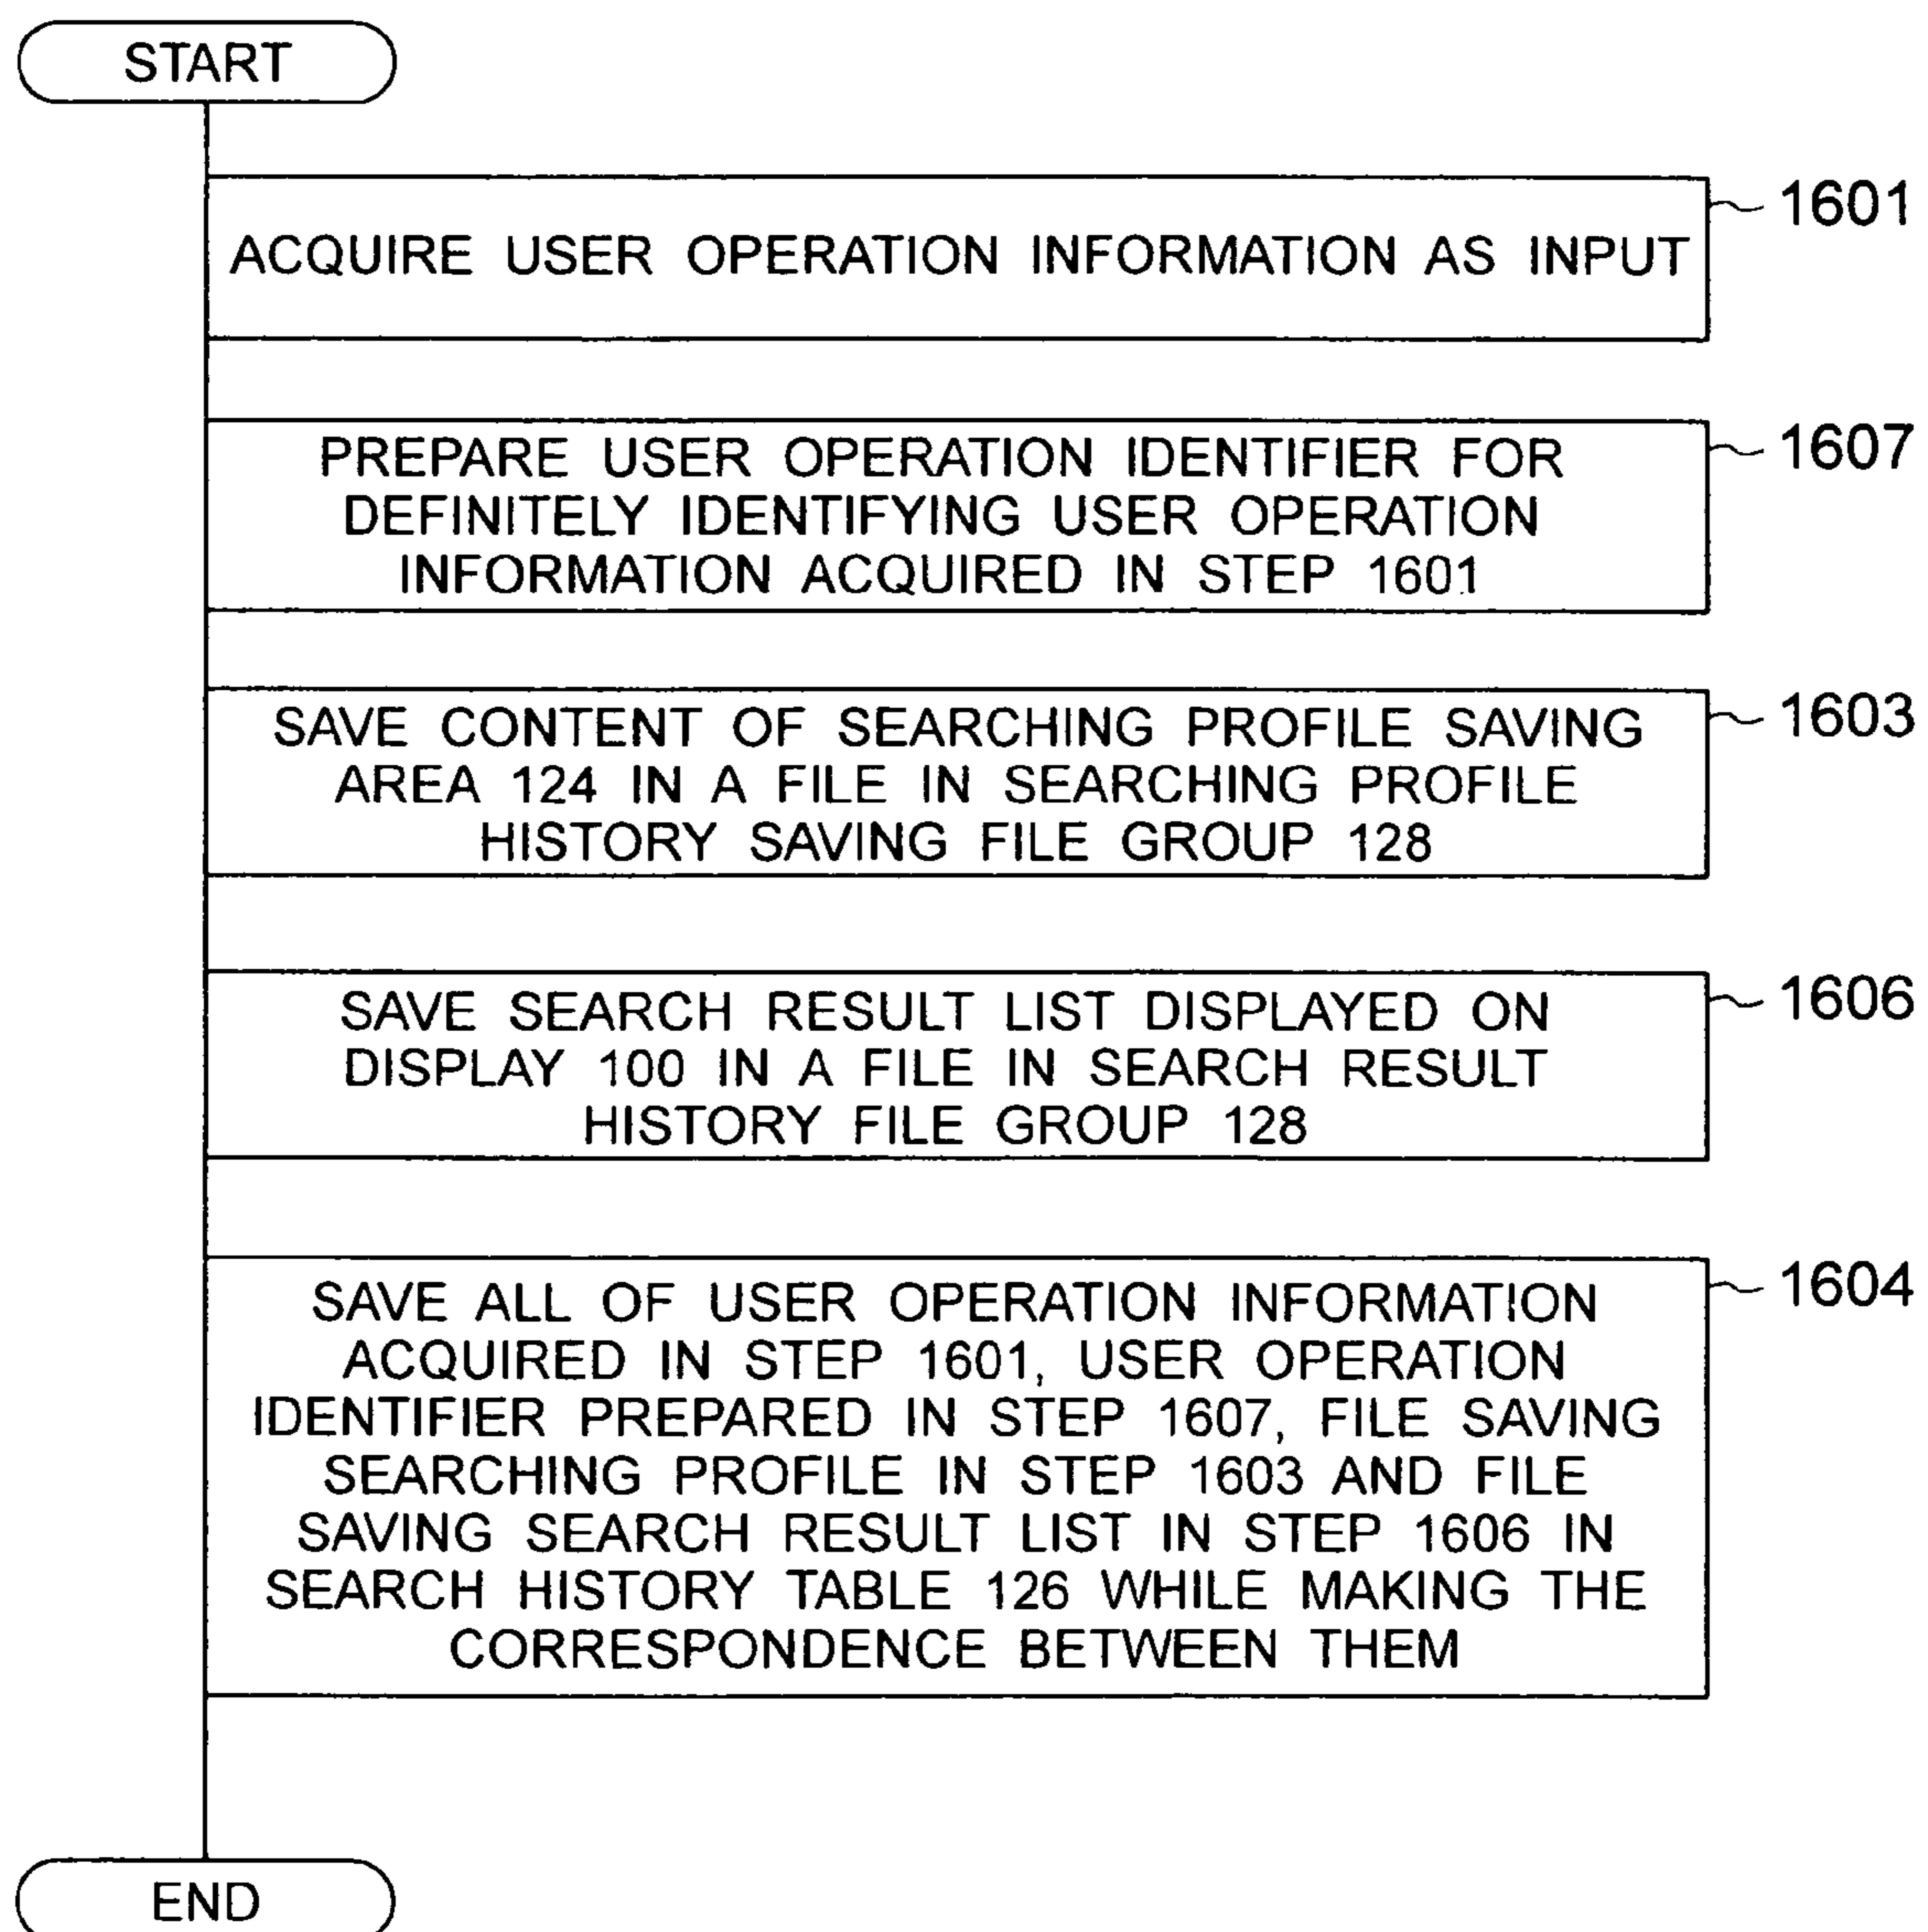 START
ACQUIRE USER OPERATION INFORMATION AS INPUT
1601
PREPARE USER OPERATION IDENTIFIER FOR
DEFINITELY IDENTIFYING USER OPERATION
INFORMATION ACQUIRED IN STEP 1601
1607
SAVE CONTENT OF SEARCHING PROFILE SAVING
AREA 124 IN A FILE IN SEARCHING PROFILE
HISTORY SAVING FILE GROUP 128
1603
SAVE SEARCH RESULT LIST DISPLAYED ON
DISPLAY 100 IN A FILE IN SEARCH RESULT
HISTORY FILE GROUP 128
1606
SAVE ALL OF USER OPERATION INFORMATION
ACQUIRED IN STEP 1601, USER OPERATION
IDENTIFIER PREPARED IN STEP 1607, FILE SAVING
SEARCHING PROFILE IN STEP 1603 AND FILE
SAVING SEARCH RESULT LIST IN STEP 1606 IN
SEARCH HISTORY TABLE 126 WHILE MAKING THE
CORRESPONDENCE BETWEEN THEM
1604
END